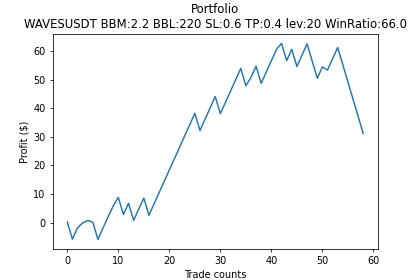 Portfolio
WAVESUSDT BBM:2.2 BBL:220 SL:0.6 TP:0.4 lev:20 WinRatio:66.0
Profit ($)
60
50
40
30
20
10
0
0 10 20 30 40 50 60
Trade counts